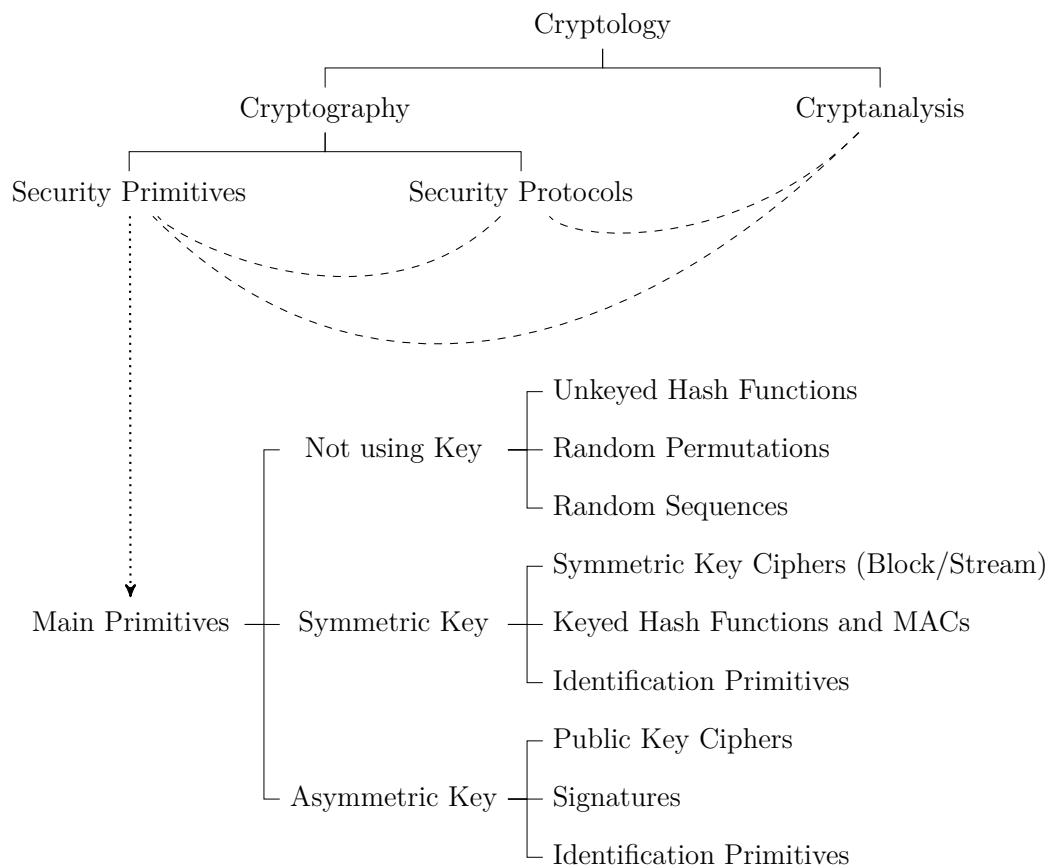 Cryptology
Cryptography
Cryptanalysis
Security Primitives
Security Protocols
Unkeyed Hash Functions
Not using Key
Random Permutations
Random Sequences
Symmetric Key Ciphers (Block/Stream)
Main Primitives
Symmetric Key
Keyed Hash Functions and MACs
Identification Primitives
Public Key Ciphers
Asymmetric Key
Signatures
Identification Primitives